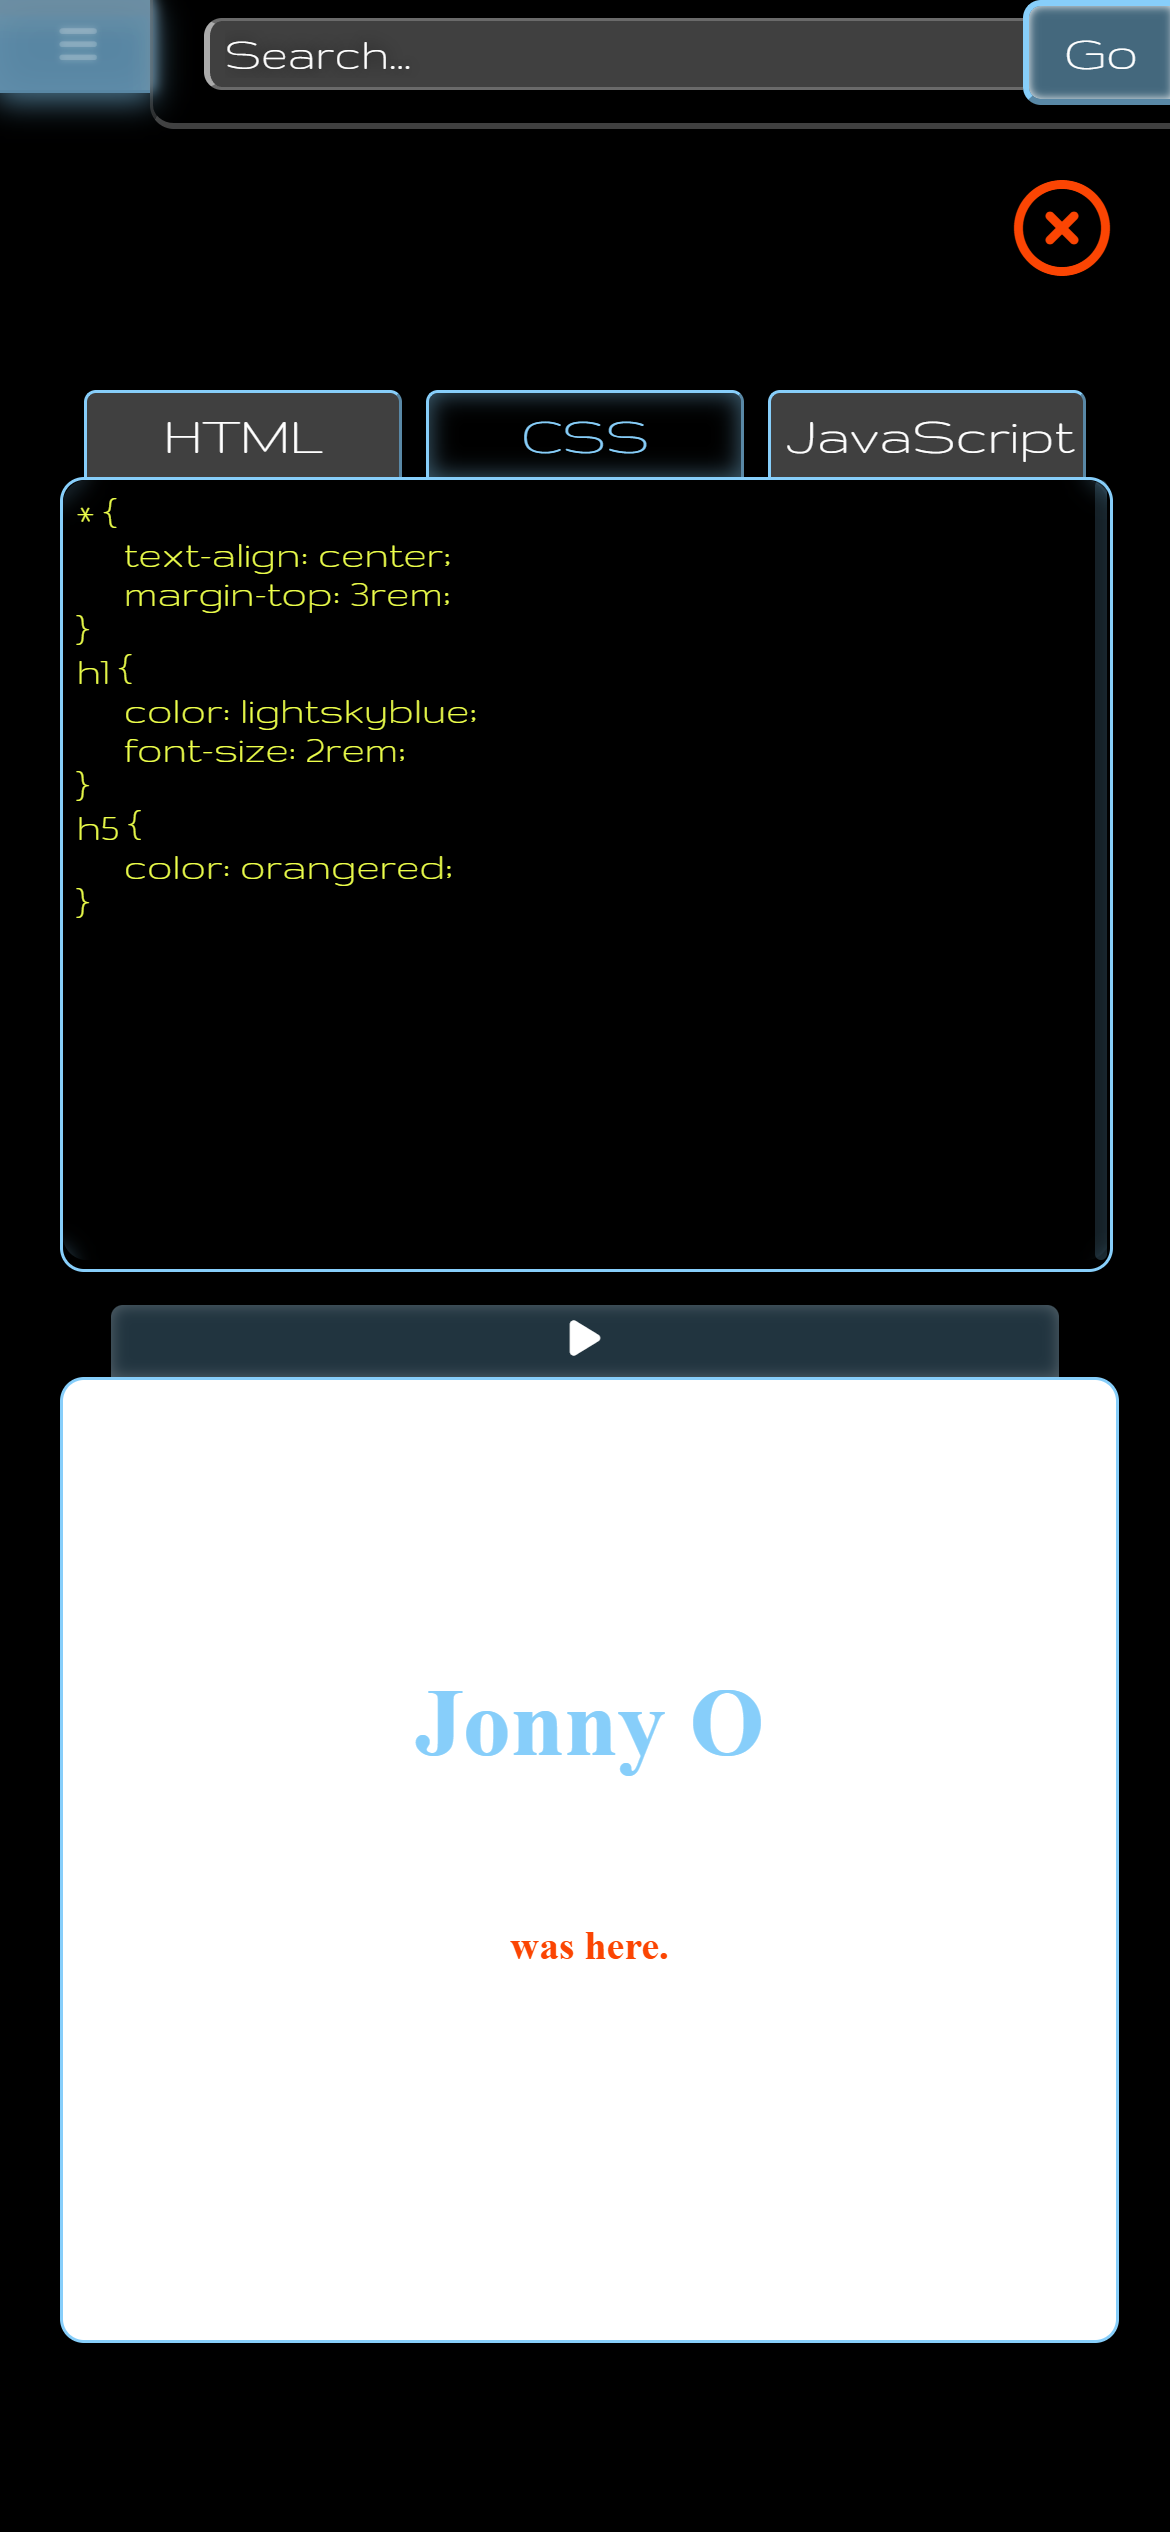 Search...
Go
HTML
CSS
JavaScript
* {
text-align: center;
margin-top: 3rem;
}
h1 {
color: lightskyblue;
font-size: 2rem;
}
h5 {
color: orangered;
}
Jonny O
was here.